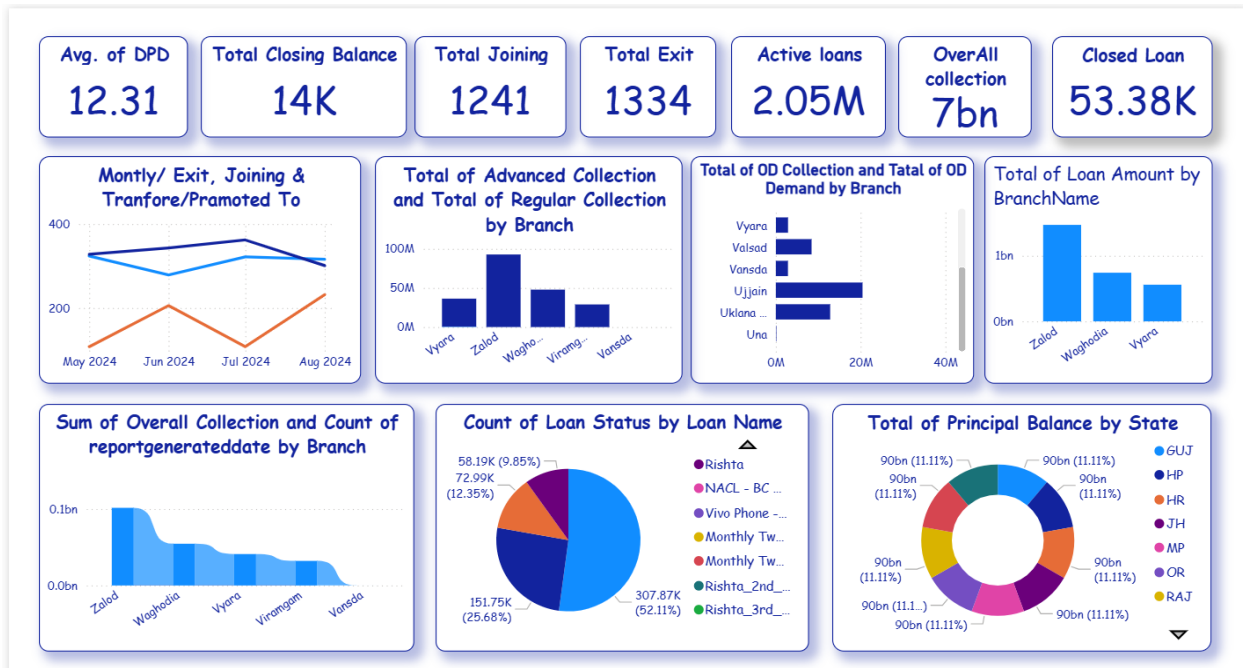 Avg. of DPD
12.31
Total Closing Balance
14K
Total Joining
1241
Total Exit
1334
Active loans
2.05M
OverAll
collection
7bn
Closed Loan
53.38K
Montly/ Exit, Joining &
Tranfore/Pramoted To
400
200
May 2024
Jun 2024
Jul 2024
Aug 2024
Total of Advanced Collection
and Total of Regular Collection
by Branch
100M
50M
0M
Vyara
Zalod
Wagho...
Viramg...
Vansda
Total of OD Collection and Tatal of OD
Demand by Branch
Vyara
Valsad
Vansda
Ujjain
Uklana ...
Una
0M
20M
40M
Total of Loan Amount by
BranchName
1bn
0bn
Zalod
Waghodia
Vyara
Sum of Overall Collection and Count of
reportgenerateddate by Branch
0.1bn
0.0bn
Zalod
Waghodia
Vyara
Viramgam
Vansda
Count of Loan Status by Loan Name
58.19K (9.85%)
72.99K
(12.35%)
151.75K
(25.68%)
307.87K
(52.11%)
Rishta
NACL - BC ...
Vivo Phone -...
Monthly Tw...
Monthly Tw...
Rishta_2nd_...
Rishta_3rd_...
Total of Principal Balance by State
90bn (11.11%)
90bn (11.11%)
90bn
(11.11%)
90bn
(11.11%)
90bn
(11.11%)
90bn
(11.11%)
90bn (11.1...)
90bn (11.11%)
90bn (11.11%)
GUJ
HP
HR
JH
MP
OR
RAJ